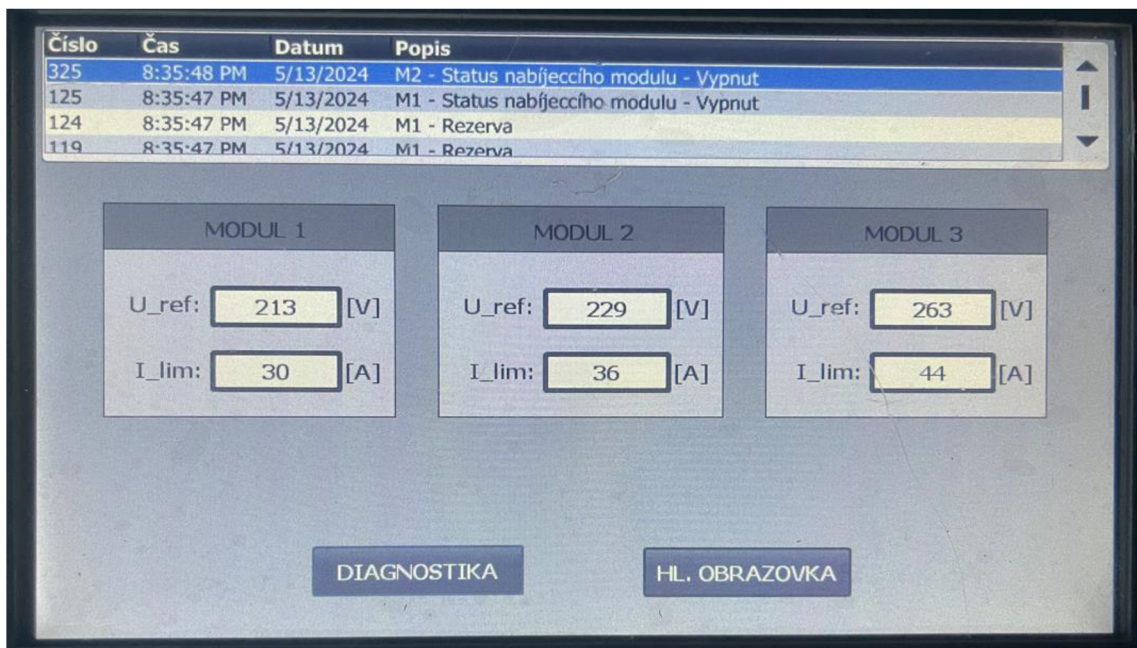 Číslo Čas Datum Popis
325 8:35:48 PM 5/13/2024 M2 - Status nabíjeccího modulu - Vypnut
125 8:35:47 PM 5/13/2024 M1 - Status nabíjeccího modulu - Vypnut
124 8:35:47 PM 5/13/2024 M1 - Rezerva
119 8:35:47 PM 5/13/2024 M1 - Rezerva
MODUL 1 MODUL 2 MODUL 3
U_ref: 213 [V] U_ref: 229 [V] U_ref: 263 [V]
I_lim: 30 [A] I_lim: 36 [A] I_lim: 44 [A]
DIAGNOSTIKA HL. OBRAZOVKA